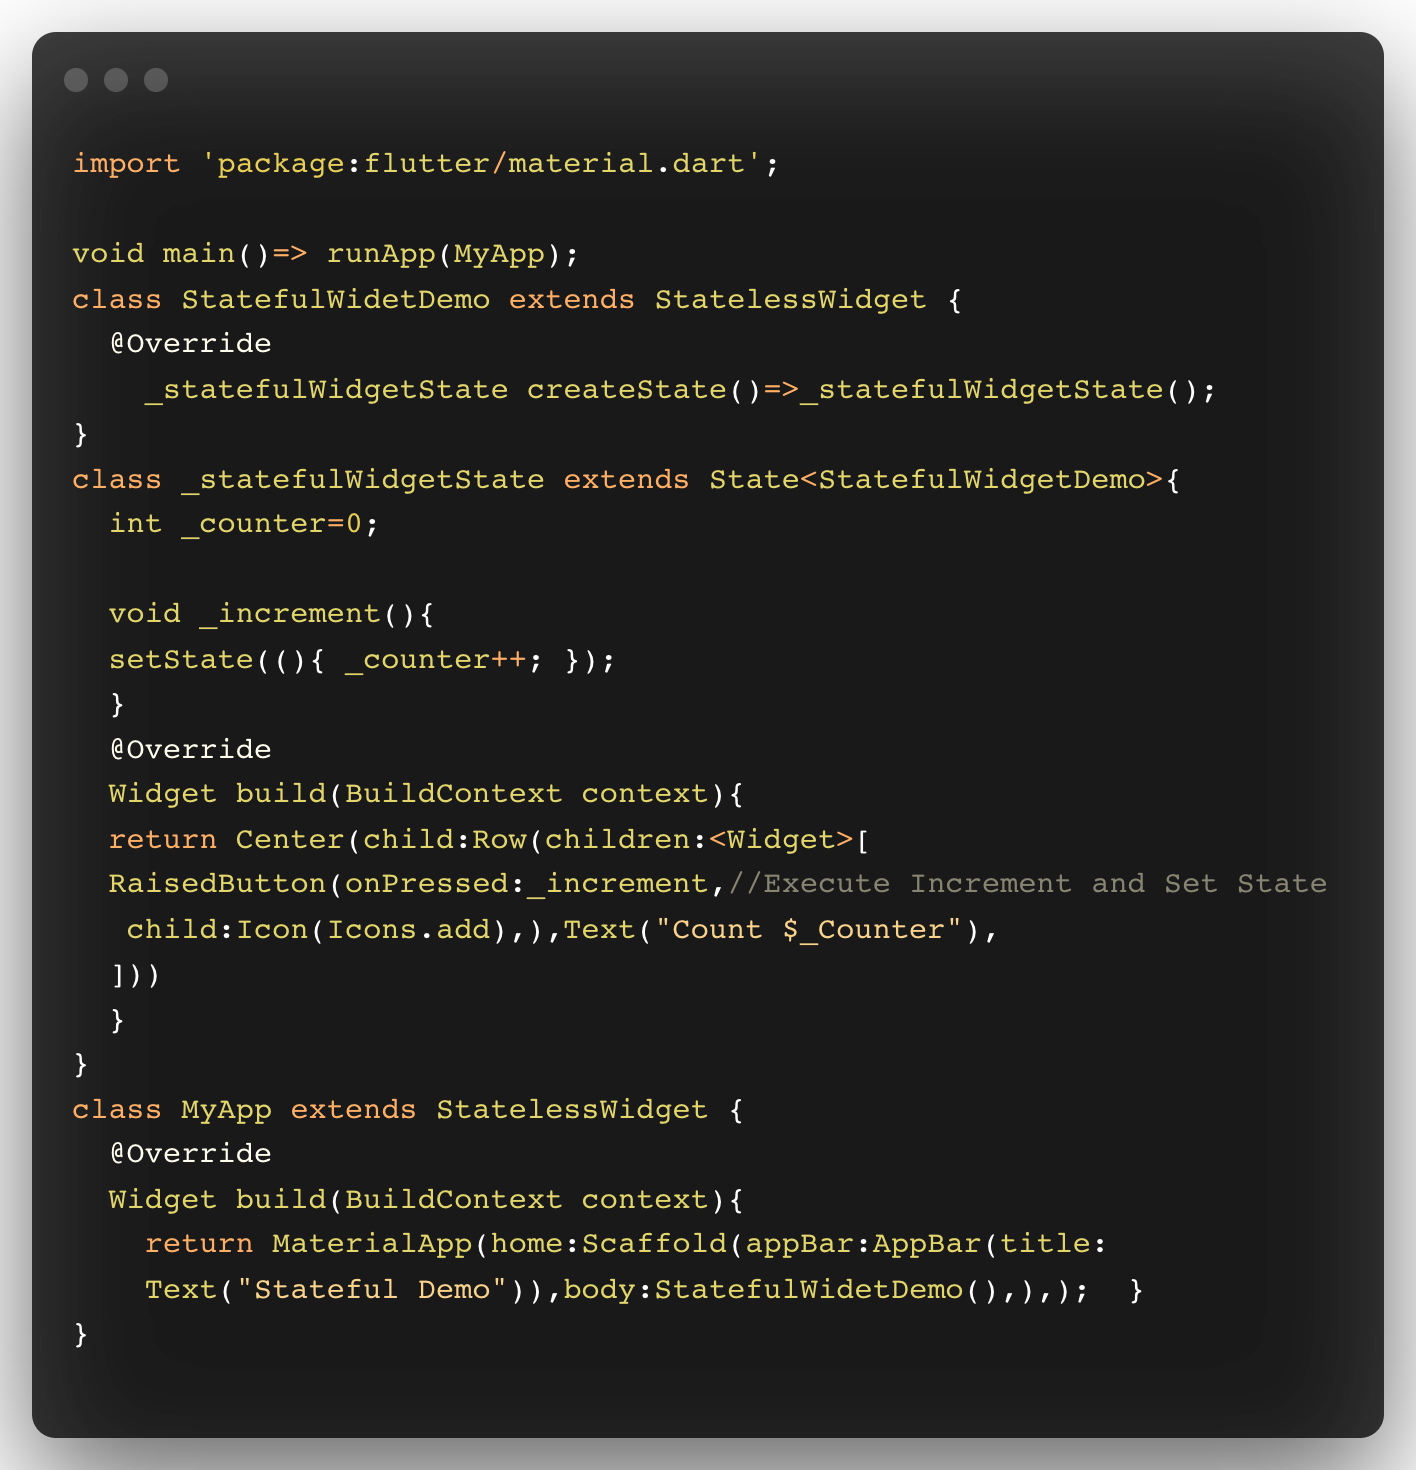 import 'package:flutter/material.dart';
void main()=> runApp(MyApp);
class StatefulWidetDemo extends StatelessWidget {
  @Override
    _statefulWidgetState createState()=>_statefulWidgetState();
}
class _statefulWidgetState extends State<StatefulWidgetDemo>{
  int _counter=0;
  void _increment(){
  setState((){ _counter++; });
  }
  @Override
  Widget build(BuildContext context){
  return Center(child:Row(children:<Widget>[
  RaisedButton(onPressed:_increment,//Execute Increment and Set State
   child:Icon(Icons.add),),Text("Count $_Counter"),
  ]))
  }
}
class MyApp extends StatelessWidget {
  @Override
  Widget build(BuildContext context){
    return MaterialApp(home:Scaffold(appBar:AppBar(title:
    Text("Stateful Demo")),body:StatefulWidetDemo(),),);  }
}